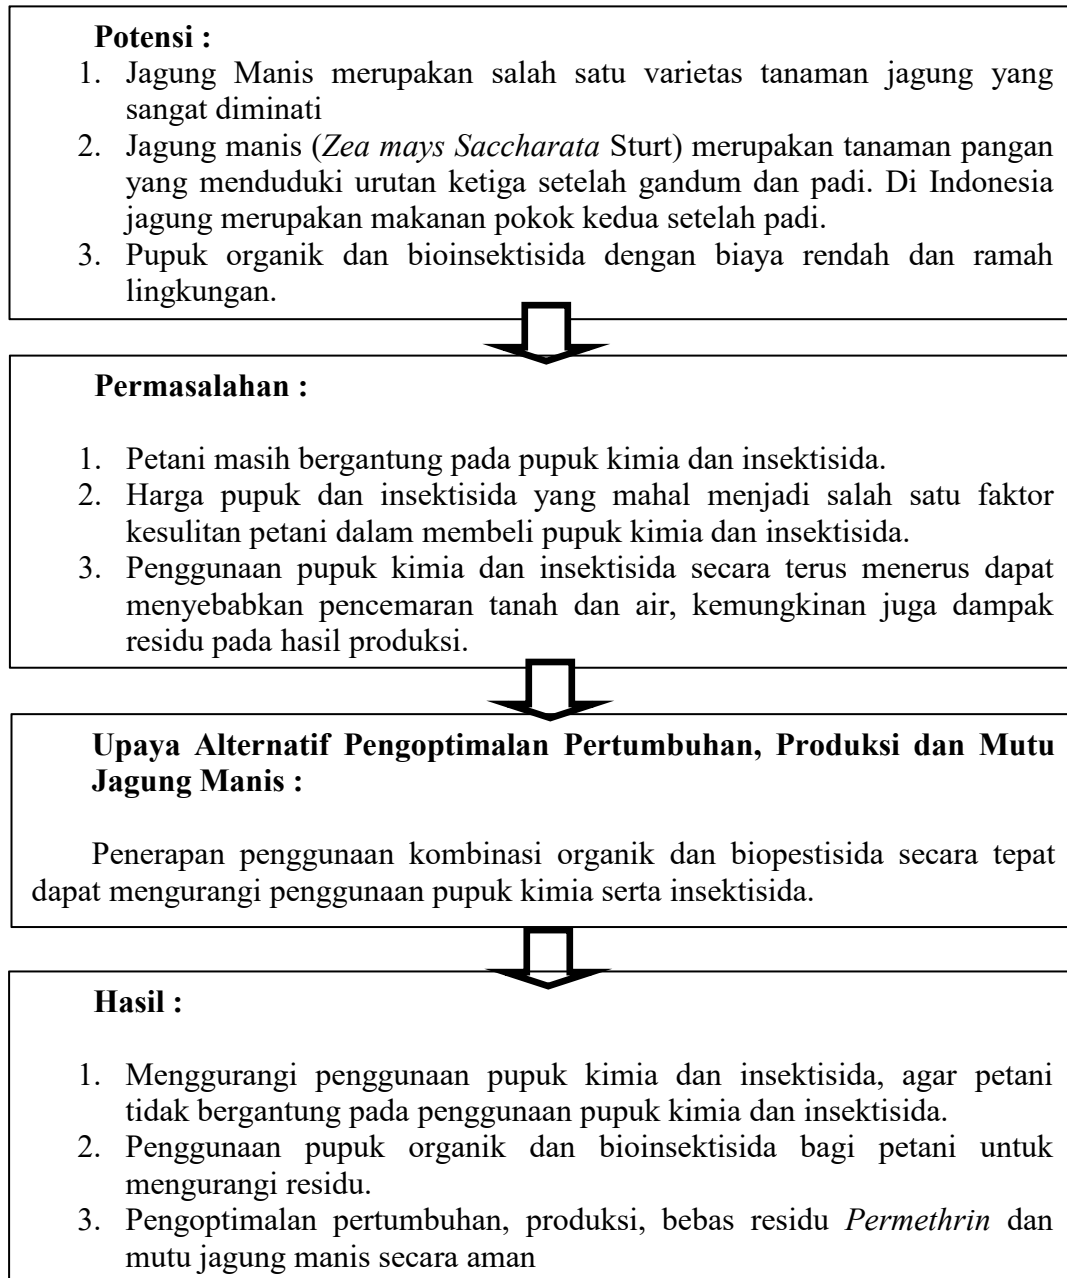 Potensi :
1. Jagung Manis merupakan salah satu varietas tanaman jagung yang
sangat diminati
2. Jagung manis (Zea mays Saccharata Sturt) merupakan tanaman pangan
yang menduduki urutan ketiga setelah gandum dan padi. Di Indonesia
jagung merupakan makanan pokok kedua setelah padi.
3. Pupuk organik dan bioinsektisida dengan biaya rendah dan ramah
lingkungan.
Permasalahan :
1. Petani masih bergantung pada pupuk kimia dan insektisida.
2. Harga pupuk dan insektisida yang mahal menjadi salah satu faktor
kesulitan petani dalam membeli pupuk kimia dan insektisida.
3. Penggunaan pupuk kimia dan insektisida secara terus menerus dapat
menyebabkan pencemaran tanah dan air, kemungkinan juga dampak
residu pada hasil produksi.
Upaya Alternatif Pengoptimalan Pertumbuhan, Produksi dan Mutu
Jagung Manis :
Penerapan penggunaan kombinasi organik dan biopestisida secara tepat
dapat mengurangi penggunaan pupuk kimia serta insektisida.
Hasil :
1. Menggurangi penggunaan pupuk kimia dan insektisida, agar petani
tidak bergantung pada penggunaan pupuk kimia dan insektisida.
2. Penggunaan pupuk organik dan bioinsektisida bagi petani untuk
mengurangi residu.
3. Pengoptimalan pertumbuhan, produksi, bebas residu Permethrin dan
mutu jagung manis secara aman